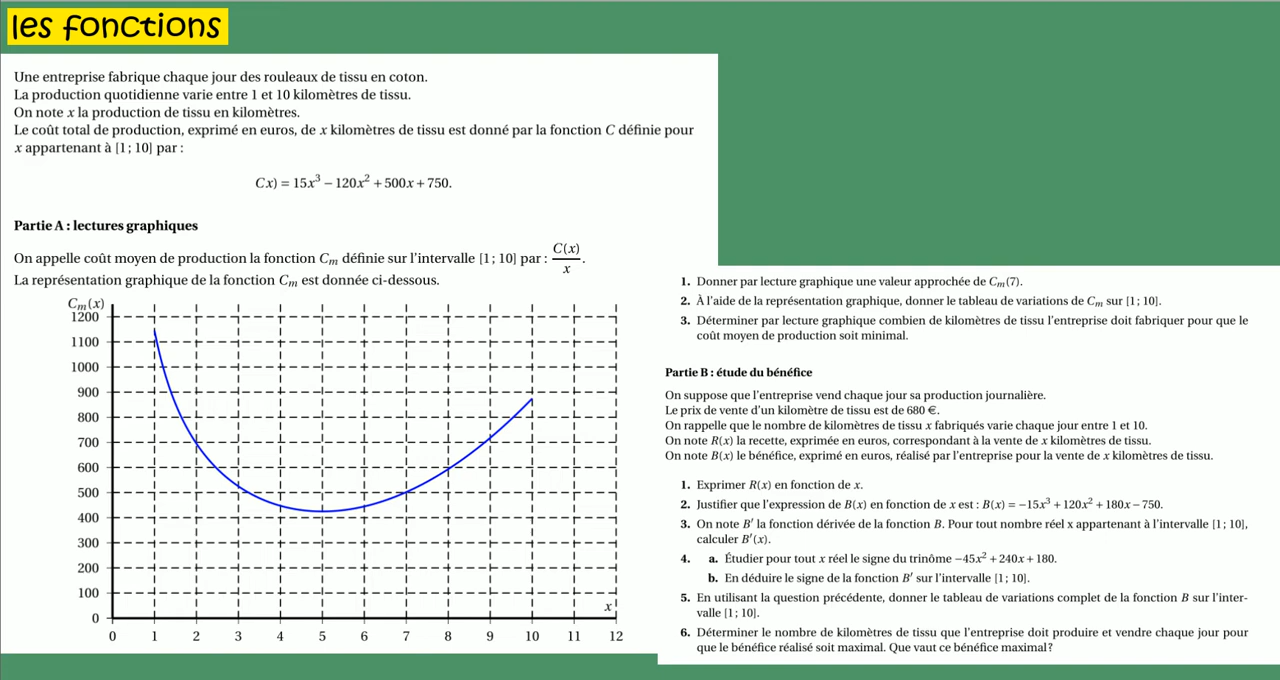 les fonctions
Une entreprise fabrique chaque jour des rouleaux de tissu en coton.
La production quotidienne varie entre 1 et 10 kilomètres de tissu.
On note x la production de tissu en kilomètres.
Le coût total de production, exprimé en euros, de x kilomètres de tissu est donné par la fonction C définie pour
x appartenant à [1; 10] par :
Cx) = 15x³ − 120x² + 500x + 750.
Partie A : lectures graphiques
On appelle coût moyen de production la fonction Cₘ définie sur l'intervalle [1; 10] par : C(x)/x.
La représentation graphique de la fonction Cₘ est donnée ci-dessous.
Cₘ(x)
1200
1100
1000
900
800
700
600
500
400
300
200
100
0
x
0 1 2 3 4 5 6 7 8 9 10 11 12
1. Donner par lecture graphique une valeur approchée de Cₘ(7).
2. À l'aide de la représentation graphique, donner le tableau de variations de Cₘ sur [1; 10].
3. Déterminer par lecture graphique combien de kilomètres de tissu l'entreprise doit fabriquer pour que le
coût moyen de production soit minimal.
Partie B : étude du bénéfice
On suppose que l'entreprise vend chaque jour sa production journalière.
Le prix de vente d'un kilomètre de tissu est de 680 €.
On rappelle que le nombre de kilomètres de tissu x fabriqués varie chaque jour entre 1 et 10.
On note R(x) la recette, exprimée en euros, correspondant à la vente de x kilomètres de tissu.
On note B(x) le bénéfice, exprimé en euros, réalisé par l'entreprise pour la vente de x kilomètres de tissu.
1. Exprimer R(x) en fonction de x.
2. Justifier que l'expression de B(x) en fonction de x est : B(x) = −15x³ + 120x² + 180x − 750.
3. On note B′ la fonction dérivée de la fonction B. Pour tout nombre réel x appartenant à l'intervalle [1; 10],
calculer B′(x).
4. a. Étudier pour tout x réel le signe du trinôme −45x² + 240x + 180.
b. En déduire le signe de la fonction B′ sur l'intervalle [1; 10].
5. En utilisant la question précédente, donner le tableau de variations complet de la fonction B sur l'inter-
valle [1; 10].
6. Déterminer le nombre de kilomètres de tissu que l'entreprise doit produire et vendre chaque jour pour
que le bénéfice réalisé soit maximal. Que vaut ce bénéfice maximal?